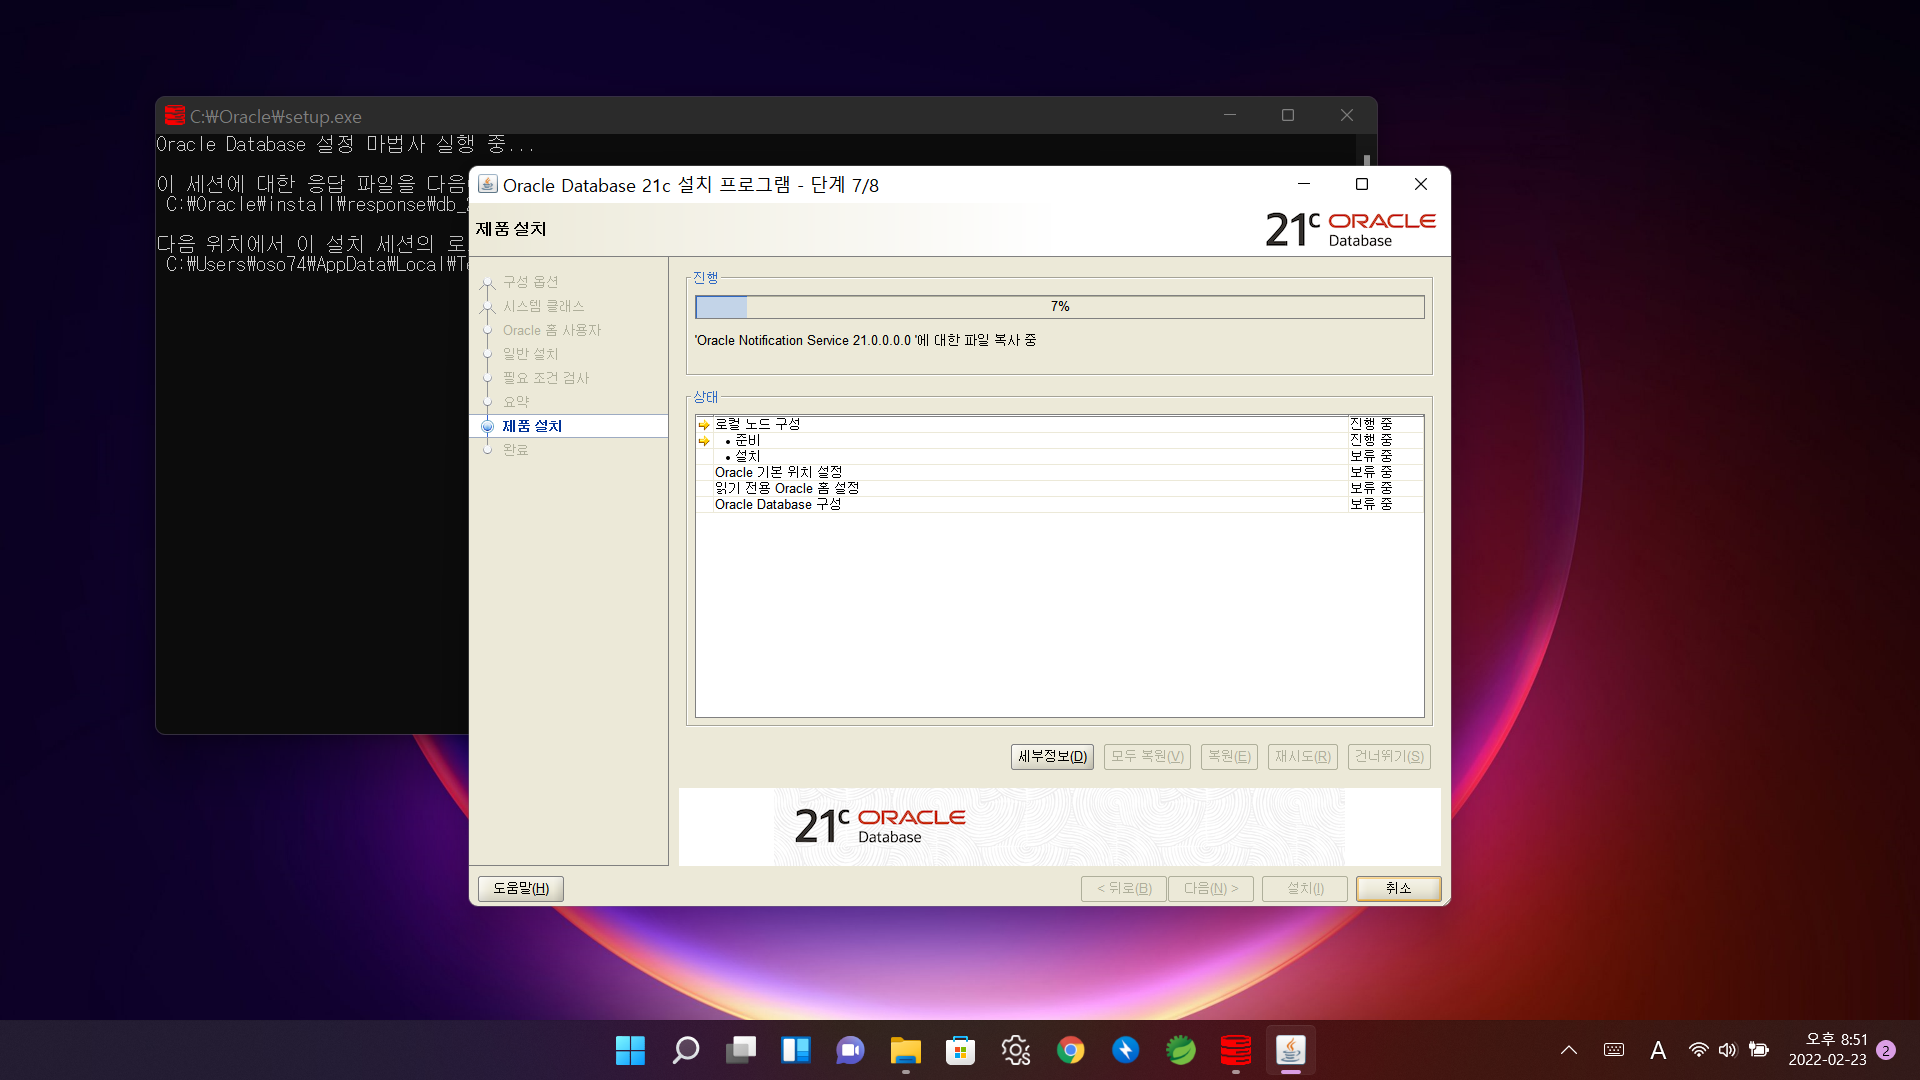 C:\Oracle\setup.exe
Oracle Database 설정 마법사 실행 중...
이 세션에 대한 응답 파일을 다음
C:\Oracle\install\response\db_
다음 위치에서 이 설치 세션의 로
C:\Users\oso74\AppData\Local\T
Oracle Database 21c 설치 프로그램 - 단계 7/8
제품 설치
21c ORACLE
Database
구성 옵션
시스템 클래스
Oracle 홈 사용자
일반 설치
필요 조건 검사
요약
제품 설치
완료
진행
7%
'Oracle Notification Service 21.0.0.0.0 '에 대한 파일 복사 중
상태
로컬 노드 구성 진행 중
• 준비 진행 중
• 설치 보류 중
Oracle 기본 위치 설정 보류 중
읽기 전용 Oracle 홈 설정 보류 중
Oracle Database 구성 보류 중
세부정보(D) 모두 복원(V) 복원(E) 재시도(R) 건너뛰기(S)
21c ORACLE
Database
도움말(H) < 뒤로(B) 다음(N) > 설치(I) 취소
A
오후 8:51
2022-02-23
2